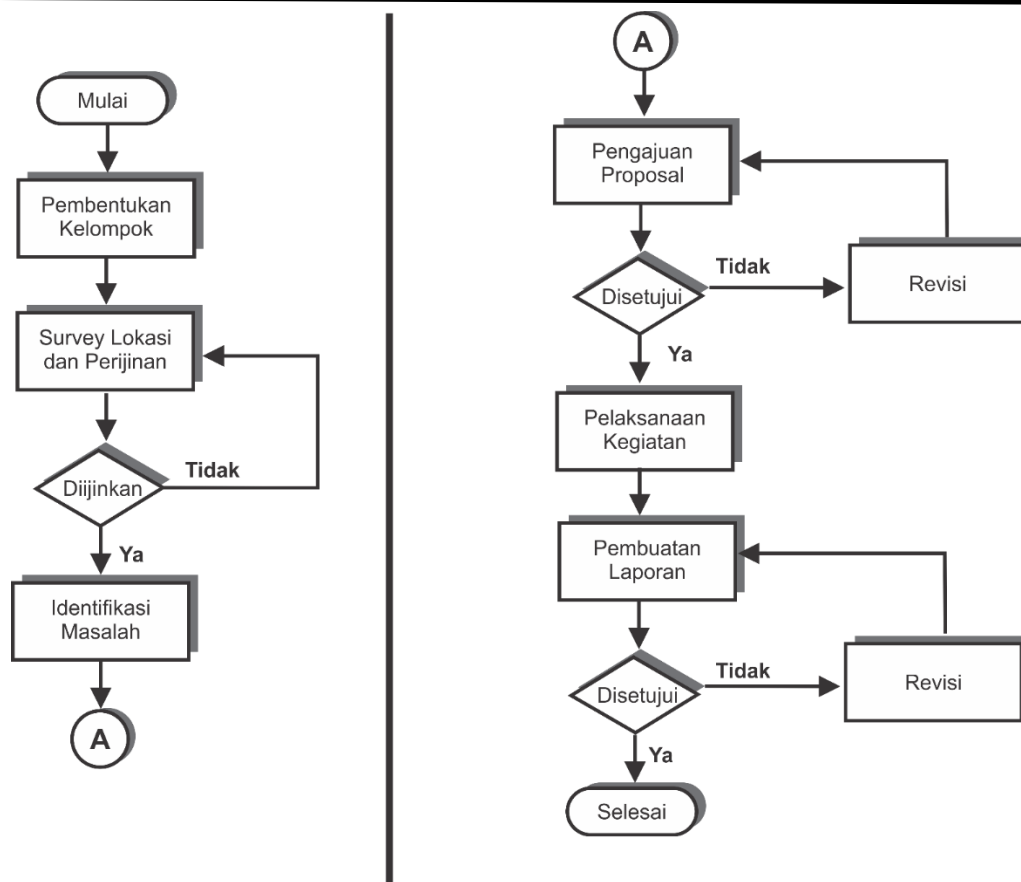 Mulai
Pembentukan
Kelompok
Survey Lokasi
dan Perijinan
Diijinkan
Tidak
Ya
Identifikasi
Masalah
A
A
Pengajuan
Proposal
Disetujui
Tidak
Revisi
Ya
Pelaksanaan
Kegiatan
Pembuatan
Laporan
Disetujui
Tidak
Revisi
Ya
Selesai